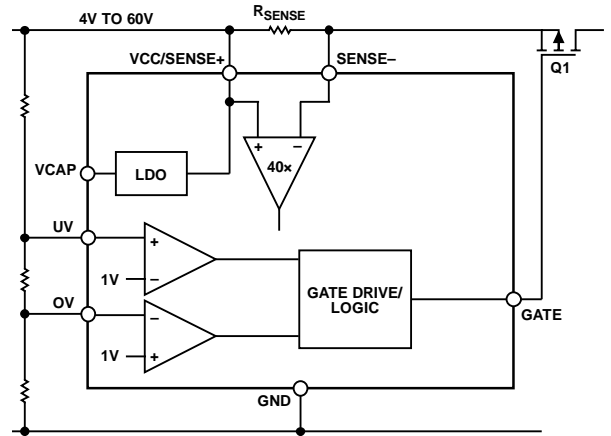 4V TO 60V
RSENSE
VCC/SENSE+
SENSE–
Q1
+ –
40×
VCAP
LDO
UV
+
1V
–
GATE DRIVE/
LOGIC
OV
–
1V
+
GATE
GND